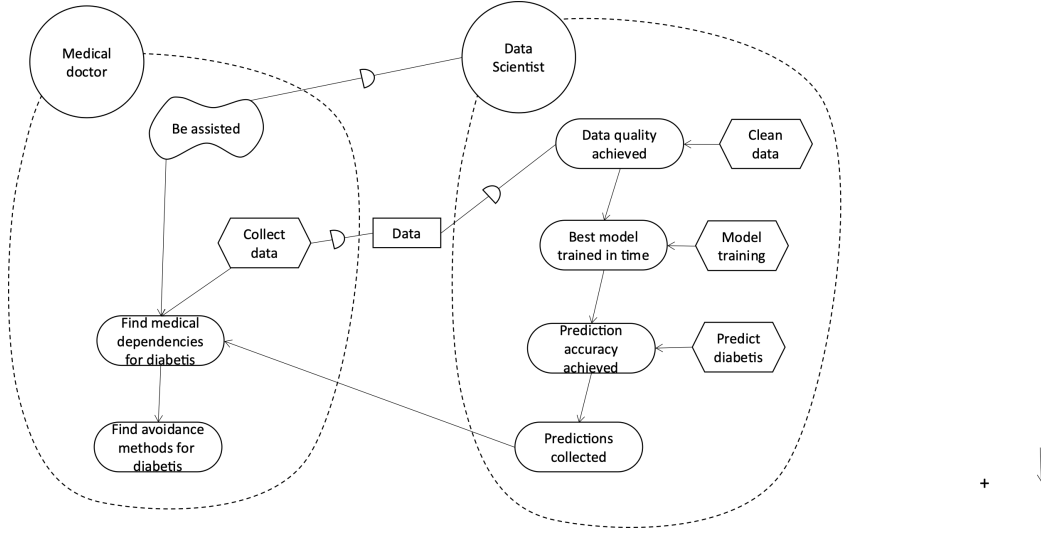 Medical
doctor
Data
Scientist
Be assisted
Data quality
achieved
Clean
data
Collect
data
Data
Best model
trained in time
Model
training
Find medical
dependencies
for diabetis
Prediction
accuracy
achieved
Predict
diabetis
Find avoidance
methods for
diabetis
Predictions
collected
+